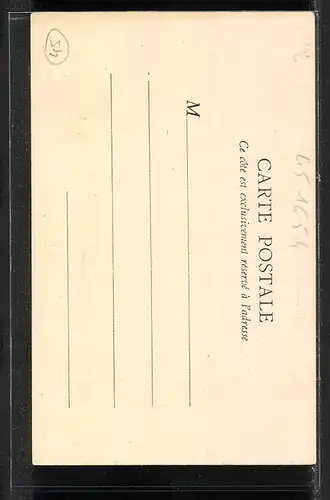 CARTE POSTALE
Ce côté est exclusivement réservé à l'adresse
M